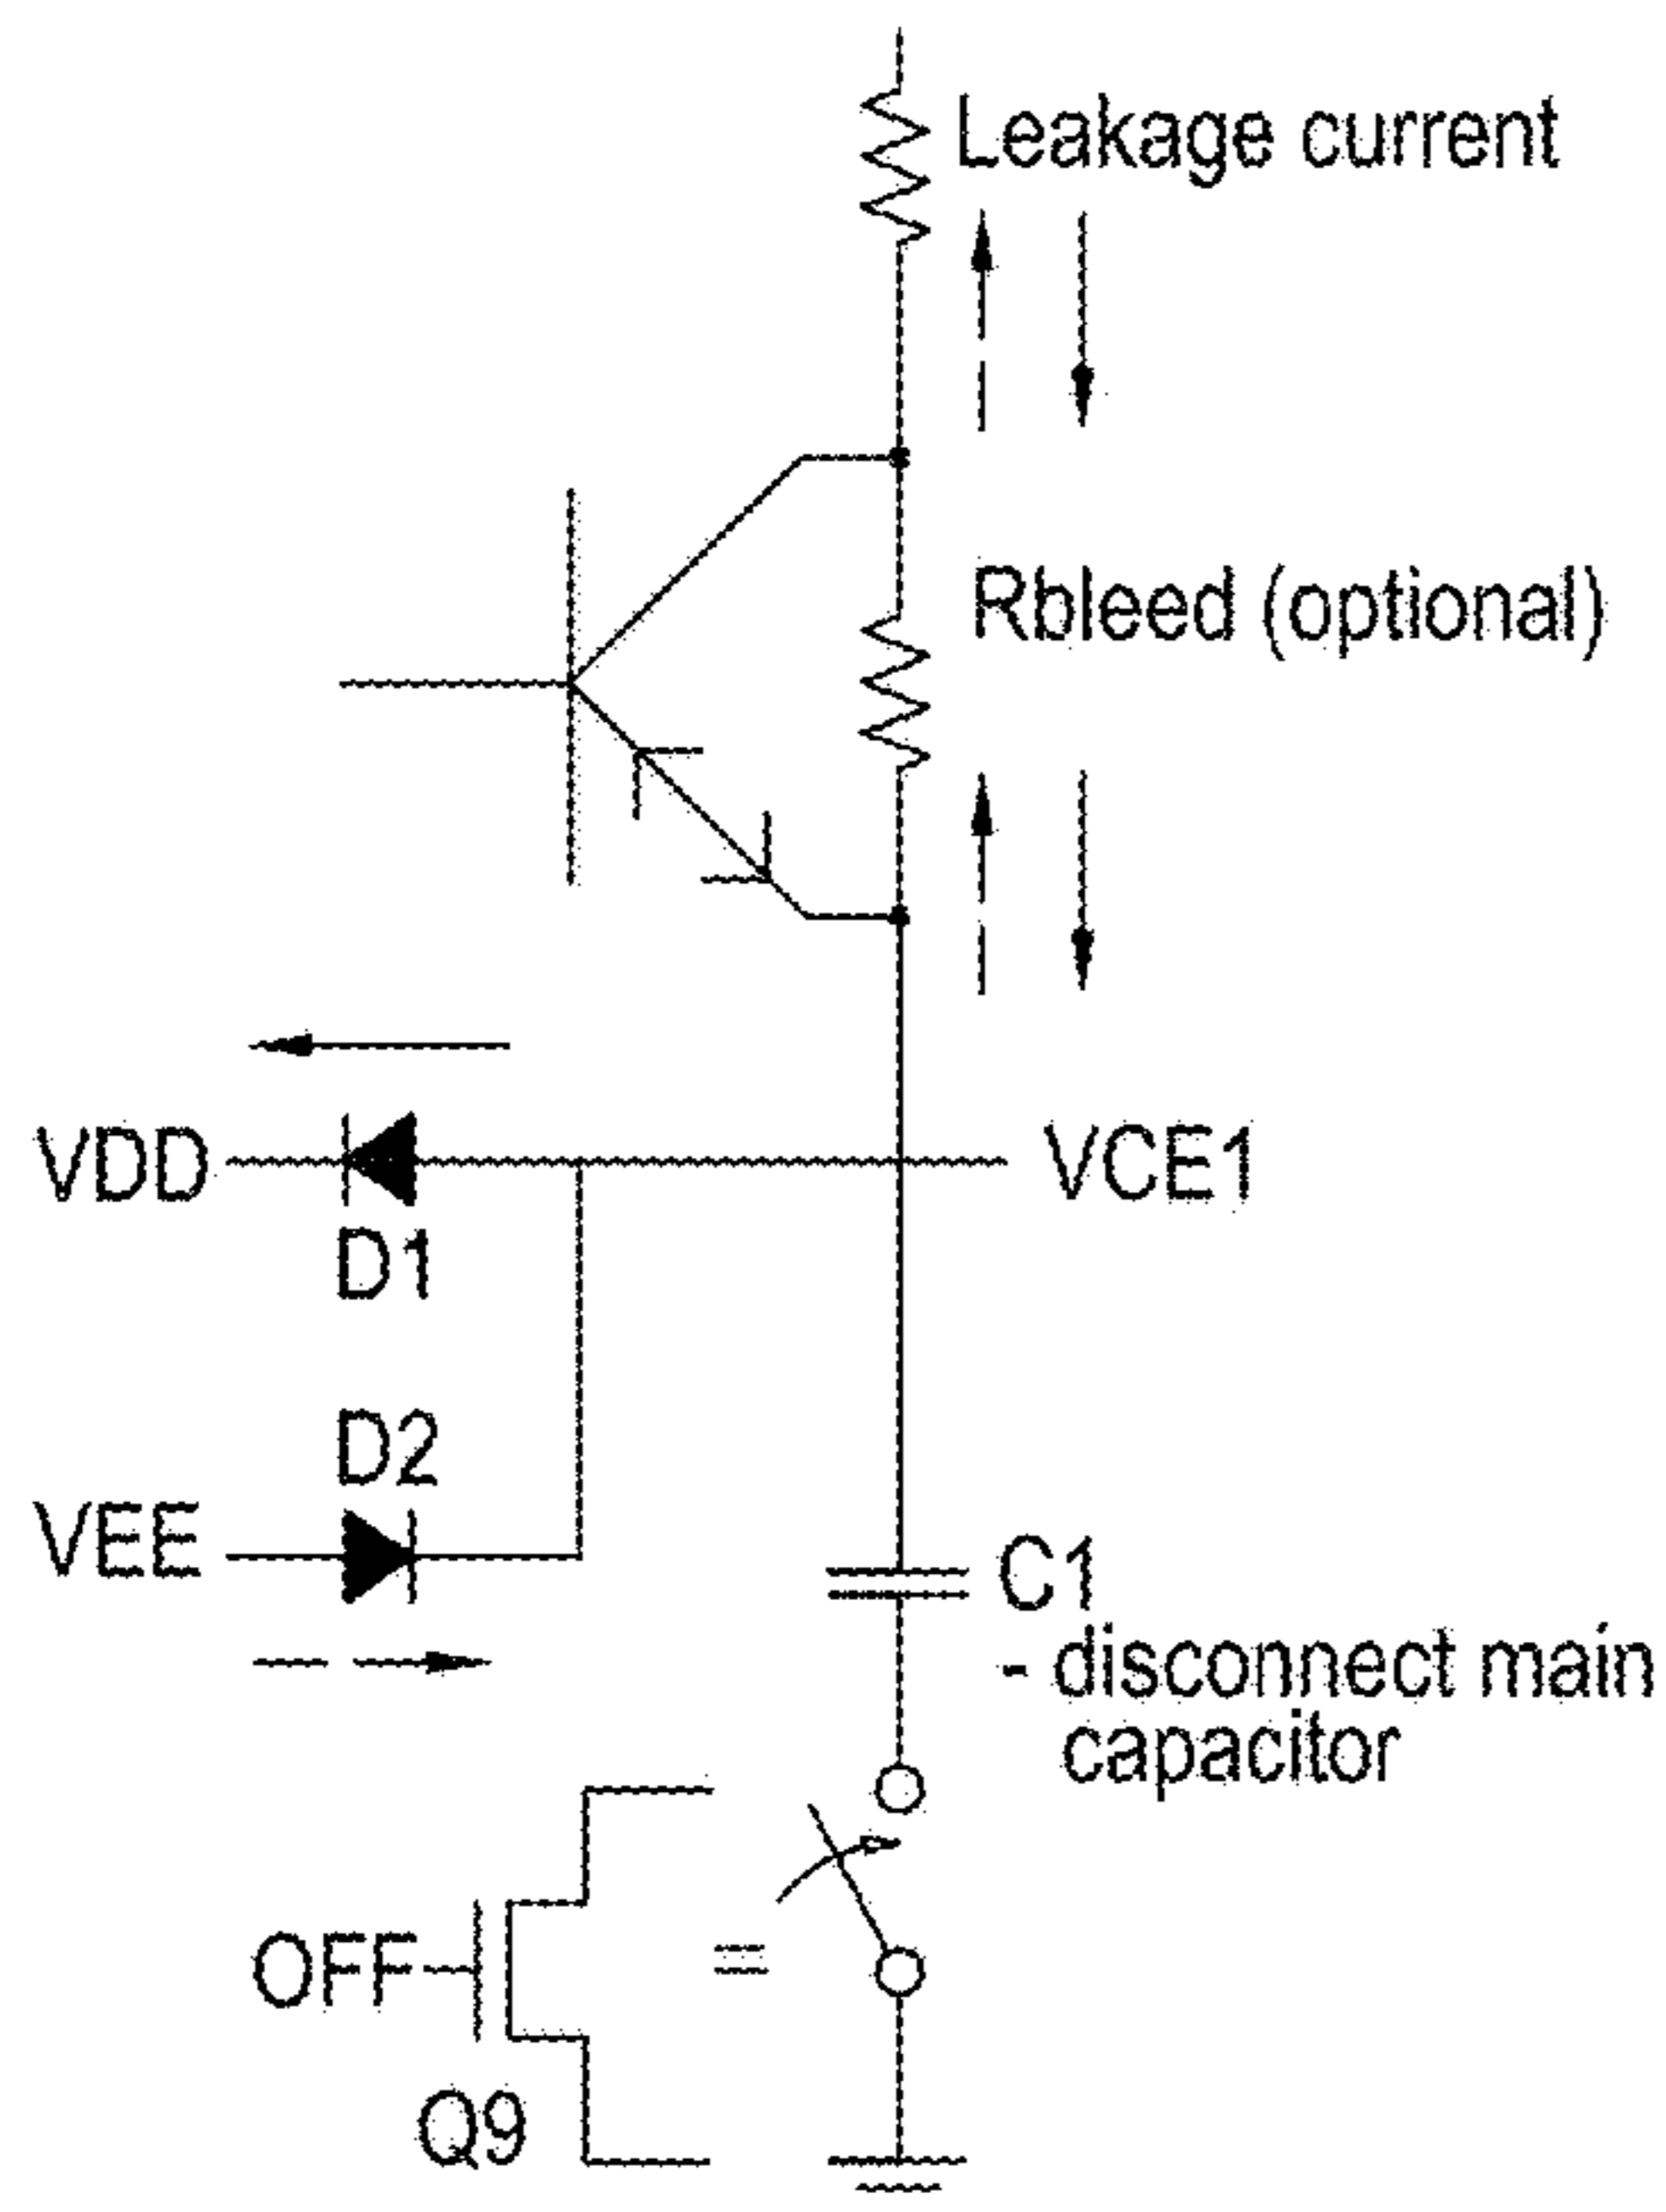 Leakage current
Rbleed (optional)
VDD
VCE1
D1
D2
VEE
C1
- disconnect main
capacitor
OFF
=
Q9